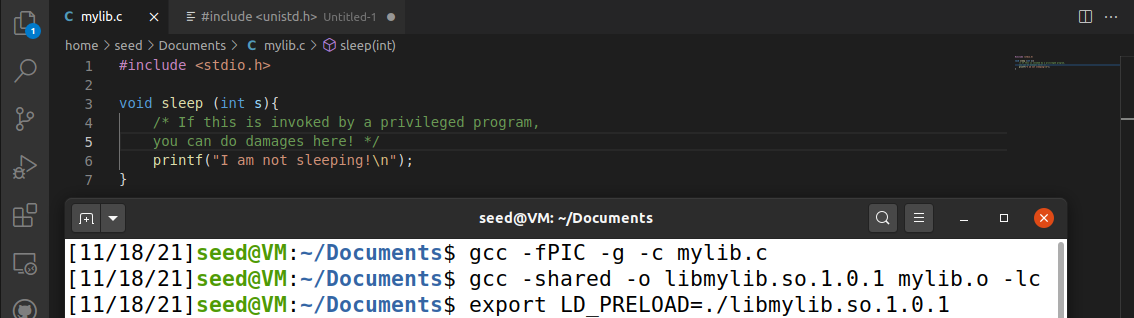 mylib.c
#include <unistd.h> Untitled-1
1
home > seed > Documents > C mylib.c > sleep(int)
1 #include <stdio.h>
2
3 void sleep (int s){
4 /* If this is invoked by a privileged program,
5 you can do damages here! */
6 printf("I am not sleeping!\n");
7 }
seed@VM: ~/Documents
[11/18/21]seed@VM:~/Documents$ gcc -fPIC -g -c mylib.c
[11/18/21]seed@VM:~/Documents$ gcc -shared -o libmylib.so.1.0.1 mylib.o -lc
[11/18/21]seed@VM:~/Documents$ export LD_PRELOAD=./libmylib.so.1.0.1